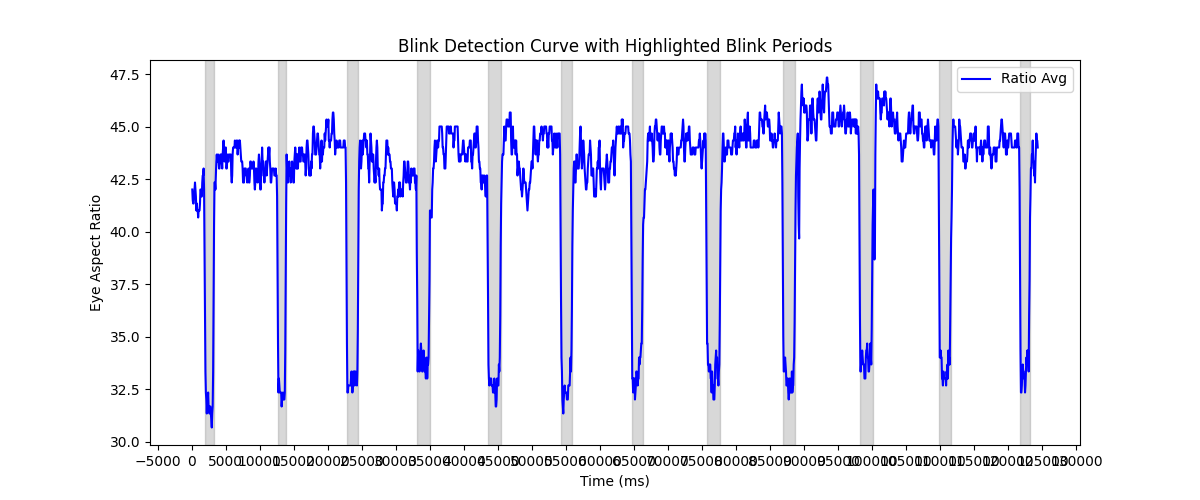 Blink Detection Curve with Highlighted Blink Periods
Ratio Avg
47.5
45.0
42.5
40.0
37.5
35.0
32.5
30.0
Eye Aspect Ratio
−5000 0 5000 10000 15000 20000 25000 30000 35000 40000 45000 50000 55000 60000 65000 70000 75000 80000 85000 90000 95000 100000 105000 110000 115000 120000 125000 130000
Time (ms)